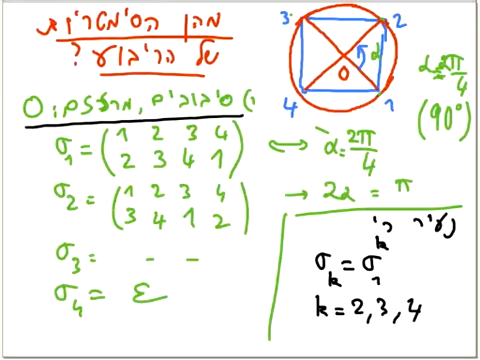 מהן הסימטריות
של הריבוע?
3 2
α
O
4 1
α = 2π/4
(90°)
1) סיבובים, מרכזם: O
σ₁ = (1 2 3 4 / 2 3 4 1) ⟺ α = 2π/4
σ₂ = (1 2 3 4 / 3 4 1 2) → 2α = π
σ₃ = - -
σ₄ = ε
נעיר כי
σₖ = σ₁ᵏ
k = 2, 3, 4